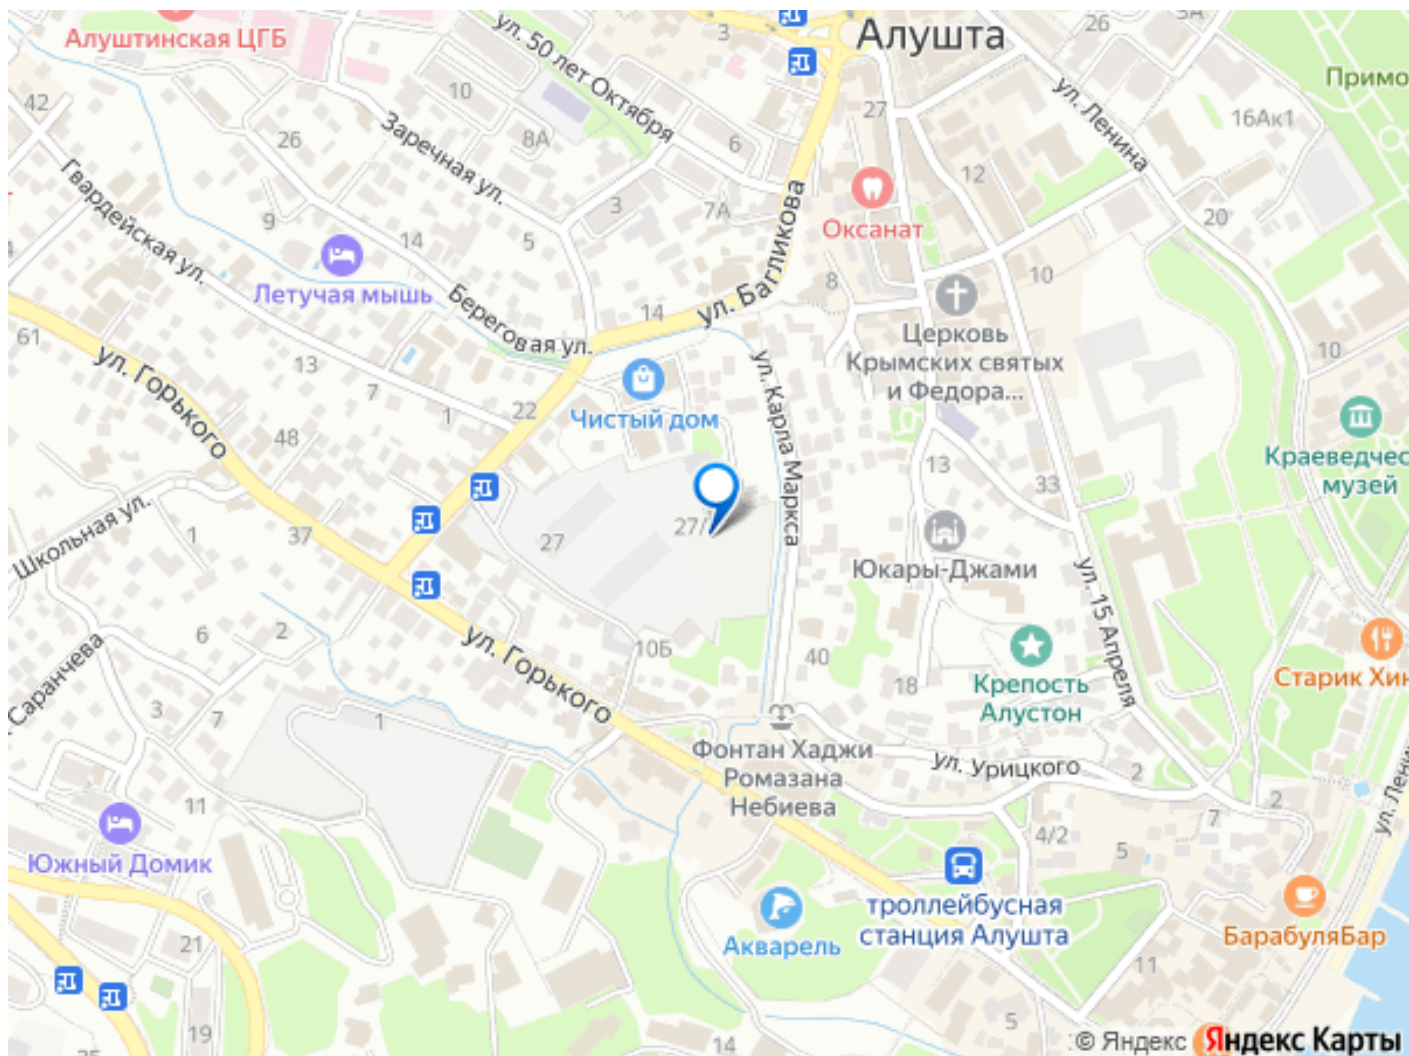 Алуштинская ЦГБ
ул. 50 лет Октября
3
Алушта
26
3А
Примо
42
10
8А
6
27
ул. Ленина
16Ак1
26
Заречная ул.
12
Гвардейская ул.
9
14
3
5
7А
Оксанат
20
Летучая мышь
Береговая ул.
14
ул. Багликова
8
10
Церковь
Крымских святых
и Федора...
61
ул. Горького
13
7
1
22
Чистый дом
ул. Карла Маркса
10
Краеведчес
музей
48
13
33
Школьная ул.
1
37
27
27/
Юкары-Джами
ул. 15 Апреля
6
2
ул. Горького
10Б
40
18
Крепость
Алустон
Старик Хин
Саранчева
3
7
1
Фонтан Хаджи
Ромазана
Небиева
ул. Урицкого
2
2
7
ул. Лени
11
Южный Домик
4/2
5
троллейбусная
станция Алушта
Акварель
БарабуляБар
21
11
19
5
© Яндекс
Яндекс Карты